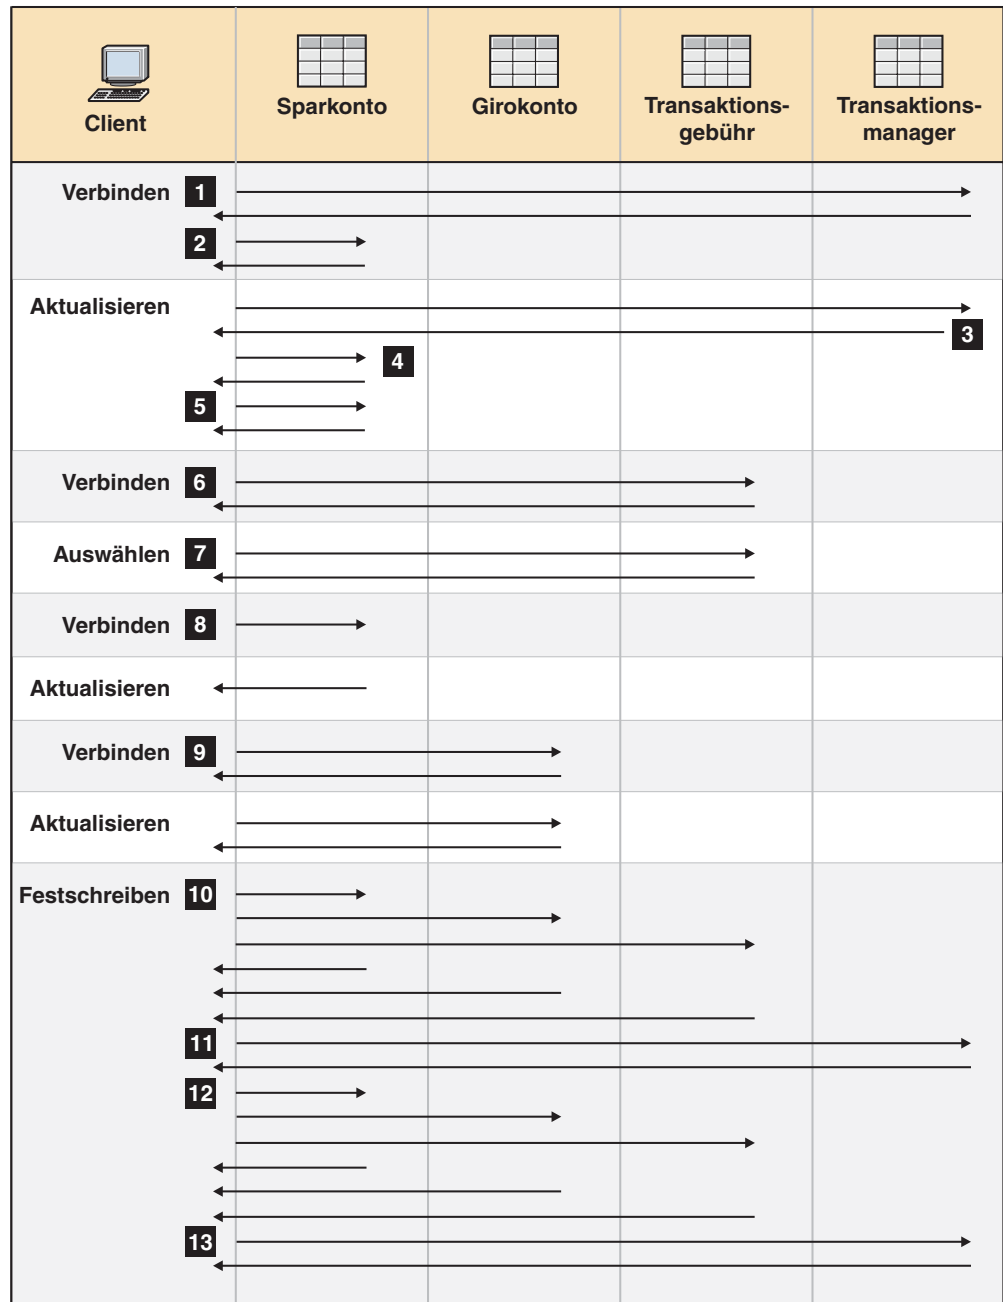 Client
Sparkonto
Girokonto
Transaktions-
gebühr
Transaktions-
manager
Verbinden 1
2
Aktualisieren
3
4
5
Verbinden 6
Auswählen 7
Verbinden 8
Aktualisieren
Verbinden 9
Aktualisieren
Festschreiben 10
11
12
13